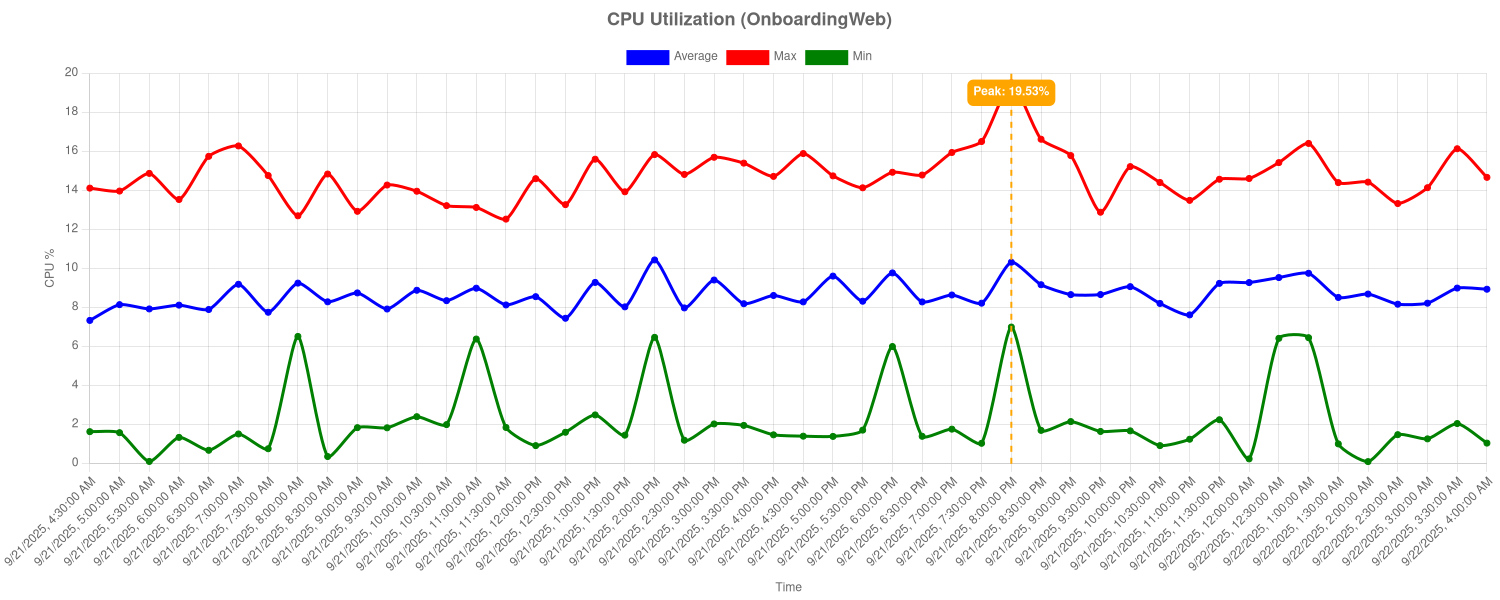 CPU Utilization (OnboardingWeb)
Average Max Min
Peak: 19.53%
CPU %
20
18
16
14
12
10
8
6
4
2
0
9/21/2025, 4:30:00 AM
9/21/2025, 5:00:00 AM
9/21/2025, 5:30:00 AM
9/21/2025, 6:00:00 AM
9/21/2025, 6:30:00 AM
9/21/2025, 7:00:00 AM
9/21/2025, 7:30:00 AM
9/21/2025, 8:00:00 AM
9/21/2025, 8:30:00 AM
9/21/2025, 9:00:00 AM
9/21/2025, 9:30:00 AM
9/21/2025, 10:00:00 AM
9/21/2025, 10:30:00 AM
9/21/2025, 11:00:00 AM
9/21/2025, 11:30:00 AM
9/21/2025, 12:00:00 PM
9/21/2025, 12:30:00 PM
9/21/2025, 1:00:00 PM
9/21/2025, 1:30:00 PM
9/21/2025, 2:00:00 PM
9/21/2025, 2:30:00 PM
9/21/2025, 3:00:00 PM
9/21/2025, 3:30:00 PM
9/21/2025, 4:00:00 PM
9/21/2025, 4:30:00 PM
9/21/2025, 5:00:00 PM
9/21/2025, 5:30:00 PM
9/21/2025, 6:00:00 PM
9/21/2025, 6:30:00 PM
9/21/2025, 7:00:00 PM
9/21/2025, 7:30:00 PM
9/21/2025, 8:00:00 PM
9/21/2025, 8:30:00 PM
9/21/2025, 9:00:00 PM
9/21/2025, 9:30:00 PM
9/21/2025, 10:00:00 PM
9/21/2025, 10:30:00 PM
9/21/2025, 11:00:00 PM
9/21/2025, 11:30:00 PM
9/22/2025, 12:00:00 AM
9/22/2025, 12:30:00 AM
9/22/2025, 1:00:00 AM
9/22/2025, 1:30:00 AM
9/22/2025, 2:00:00 AM
9/22/2025, 2:30:00 AM
9/22/2025, 3:00:00 AM
9/22/2025, 3:30:00 AM
9/22/2025, 4:00:00 AM
Time